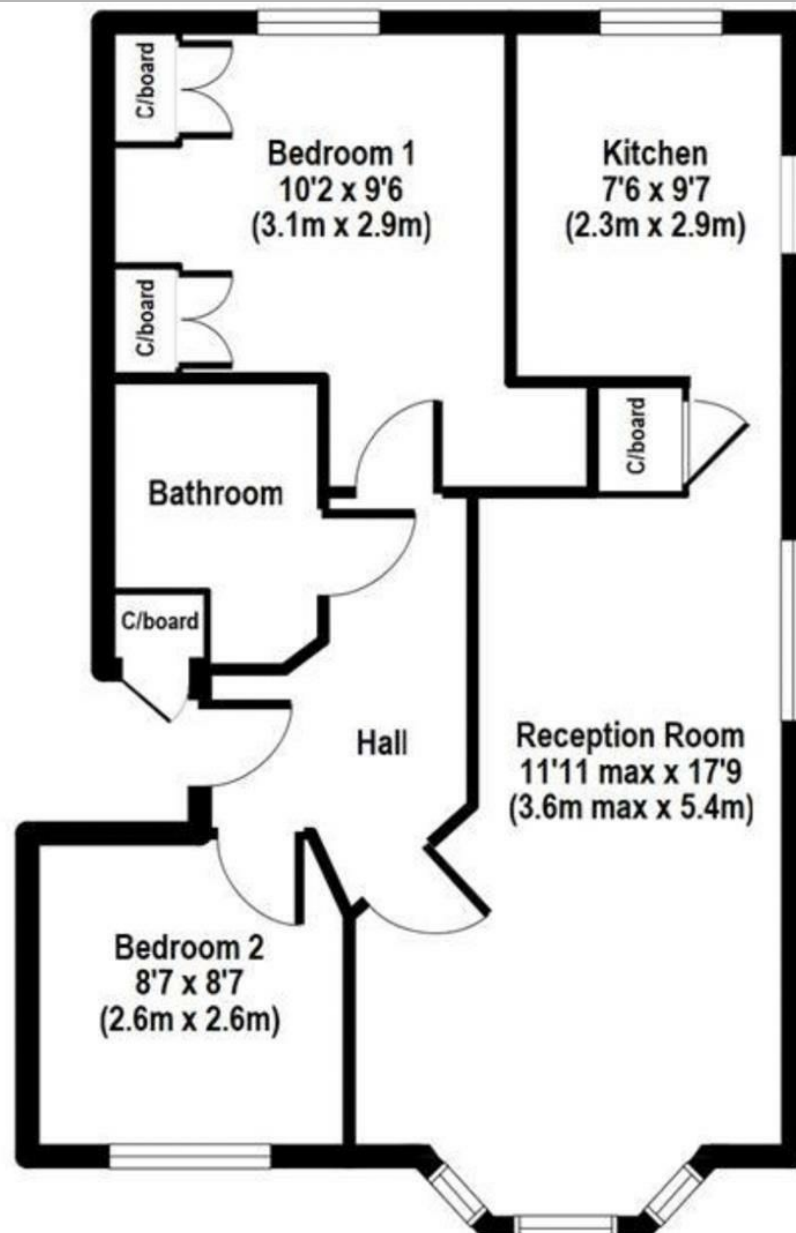 C/board
Bedroom 1
10'2 x 9'6
(3.1m x 2.9m)
Kitchen
7'6 x 9'7
(2.3m x 2.9m)
C/board
C/board
Bathroom
C/board
Hall
Reception Room
11'11 max x 17'9
(3.6m max x 5.4m)
Bedroom 2
8'7 x 8'7
(2.6m x 2.6m)